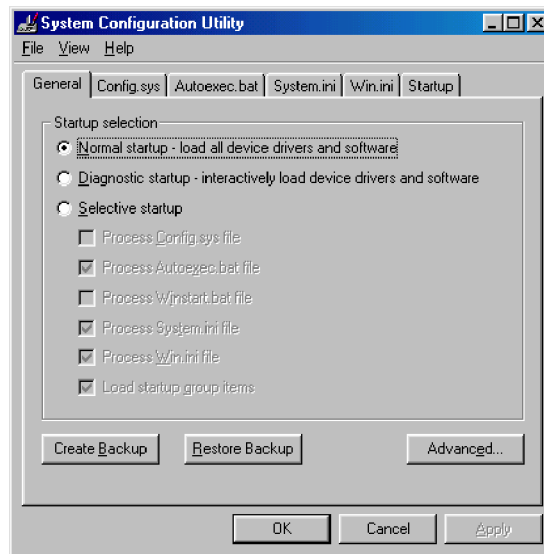 System Configuration Utility
File View Help
General Config.sys Autoexec.bat System.ini Win.ini Startup
Startup selection
Normal startup - load all device drivers and software
Diagnostic startup - interactively load device drivers and software
Selective startup
Process Config.sys file
Process Autoexec.bat file
Process Winstart.bat file
Process System.ini file
Process Win.ini file
Load startup group items
Create Backup Restore Backup Advanced...
OK Cancel Apply